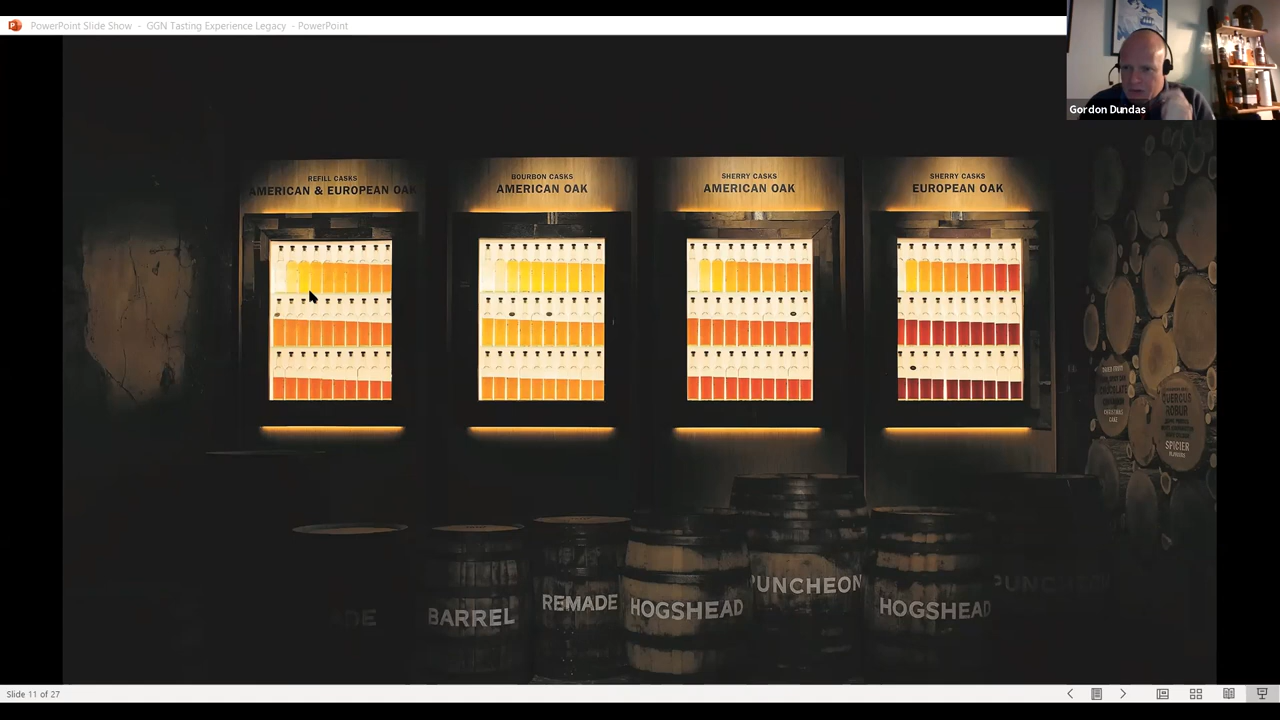 PowerPoint Slide Show - GGN Tasting Experience Legacy - PowerPoint
Gordon Dundas
REFILL CASKS
AMERICAN & EUROPEAN OAK
BOURBON CASKS
AMERICAN OAK
SHERRY CASKS
AMERICAN OAK
SHERRY CASKS
EUROPEAN OAK
QUERCUS
ROBUR
SPICIER
BARREL
REMADE
HOGSHEAD
PUNCHEON
HOGSHEAD
PUNCHEON
Slide 11 of 27